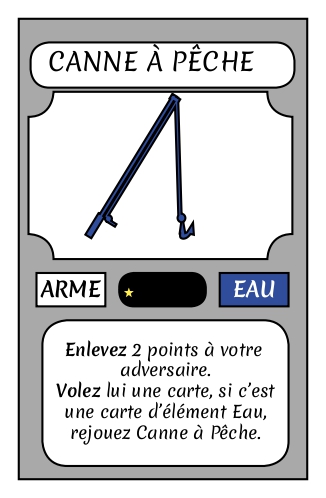 CANNE À PÊCHE
ARME
EAU
Enlevez 2 points à votre
adversaire.
Volez lui une carte, si c'est
une carte d'élément Eau,
rejouez Canne à Pêche.